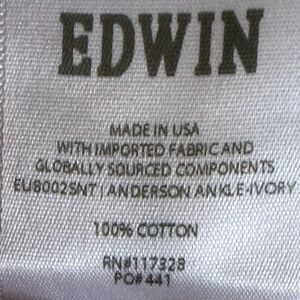 EDWIN
MADE IN USA
WITH IMPORTED FABRIC AND
GLOBALLY SOURCED COMPONENTS
EU8002SNT | ANDERSON ANKLE-IVORY
100% COTTON
RN#117328
PO#441